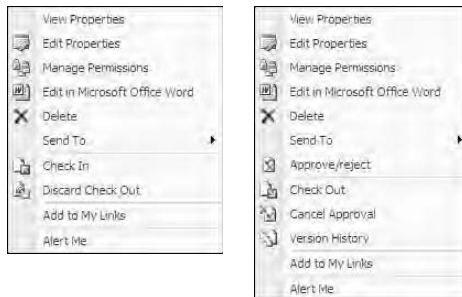 View Properties
Edit Properties
Manage Permissions
Edit in Microsoft Office Word
Delete
Send To
Check In
Discard Check Out
Add to My Links
Alert Me
View Properties
Edit Properties
Manage Permissions
Edit in Microsoft Office Word
Delete
Send To
Approve/reject
Check Out
Cancel Approval
Version History
Add to My Links
Alert Me